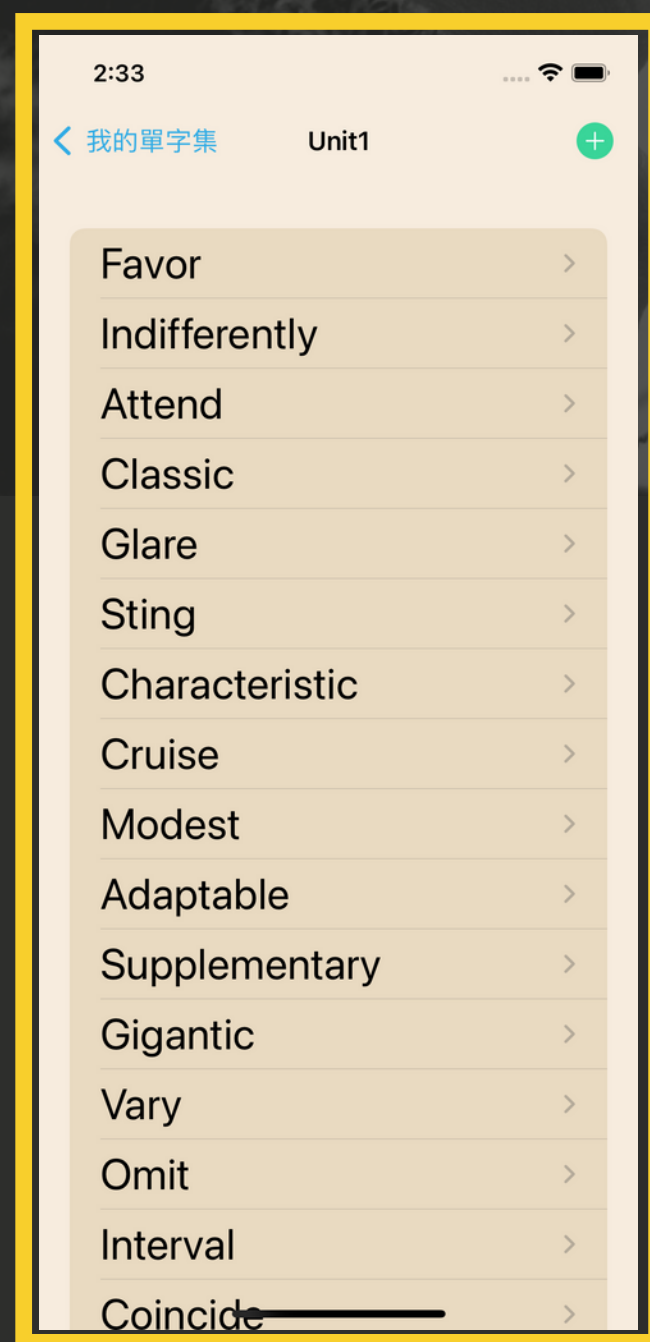 2:33
我的單字集 Unit1
Favor
Indifferently
Attend
Classic
Glare
Sting
Characteristic
Cruise
Modest
Adaptable
Supplementary
Gigantic
Vary
Omit
Interval
Coincide